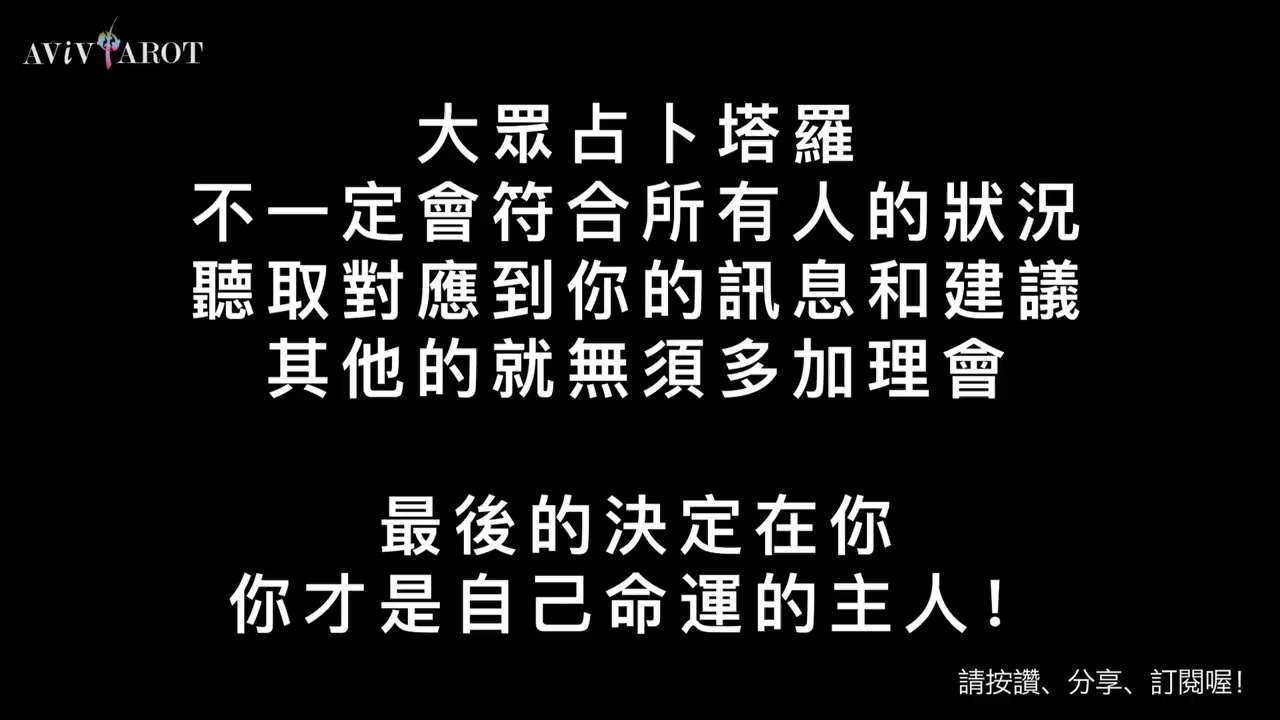 AViVTAROT
大眾占卜塔羅
不一定會符合所有人的狀況
聽取對應到你的訊息和建議
其他的就無須多加理會
最後的決定在你
你才是自己命運的主人！
請按讚、分享、訂閱喔！